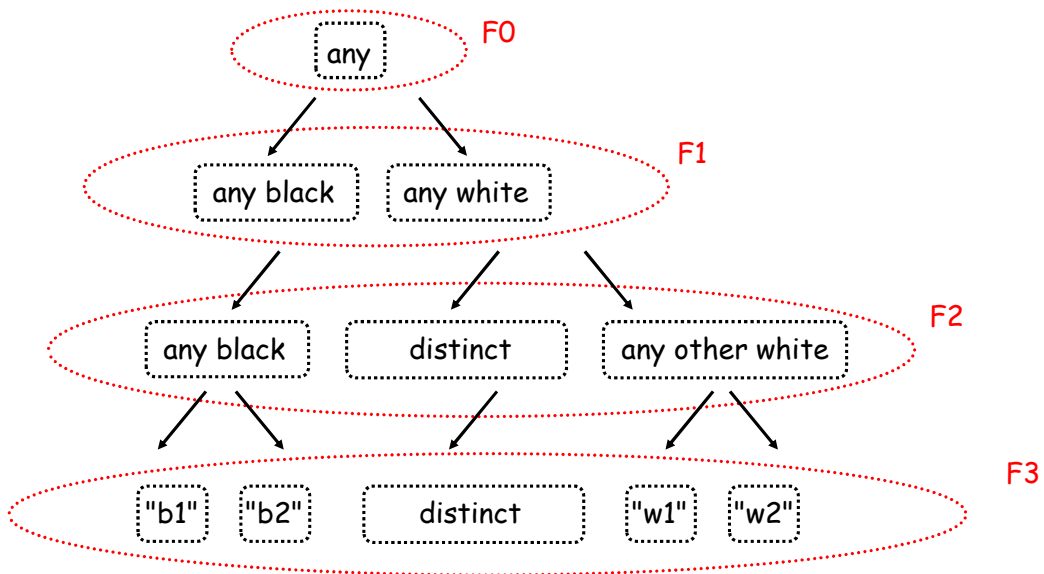 any
F0
any black
any white
F1
any black
distinct
any other white
F2
"b1"
"b2"
distinct
"w1"
"w2"
F3